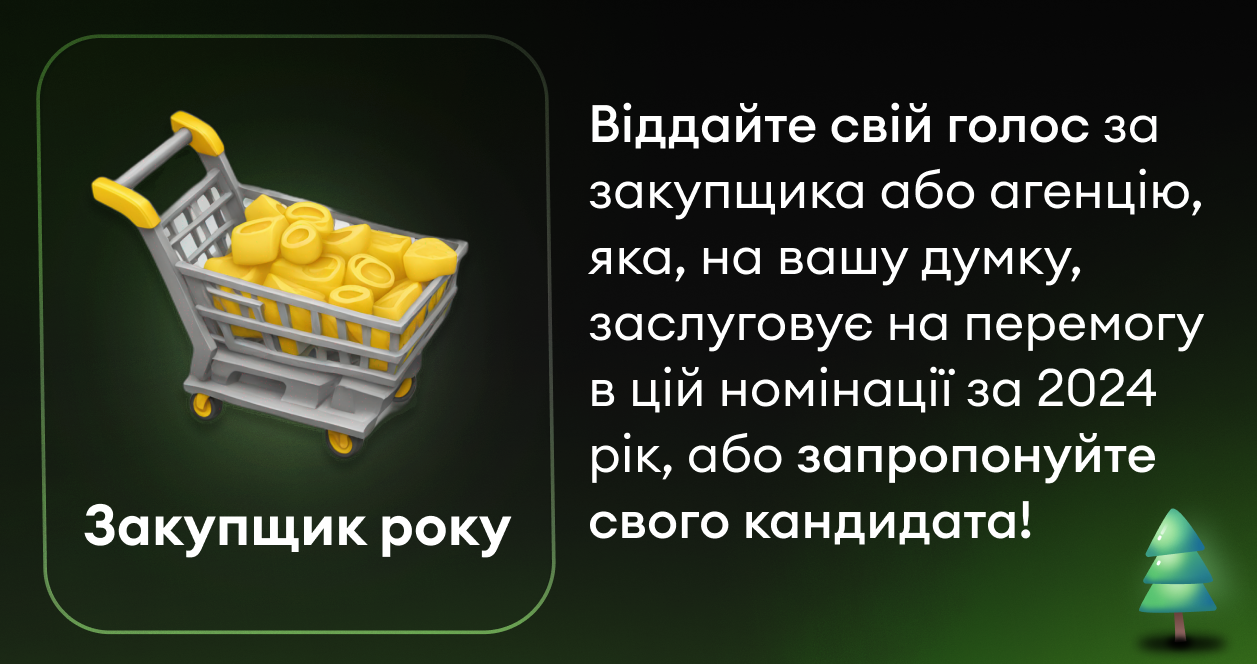 Закупщик року
Віддайте свій голос за
закупщика або агенцію,
яка, на вашу думку,
заслуговує на перемогу
в цій номінації за 2024
рік, або запропонуйте
свого кандидата!